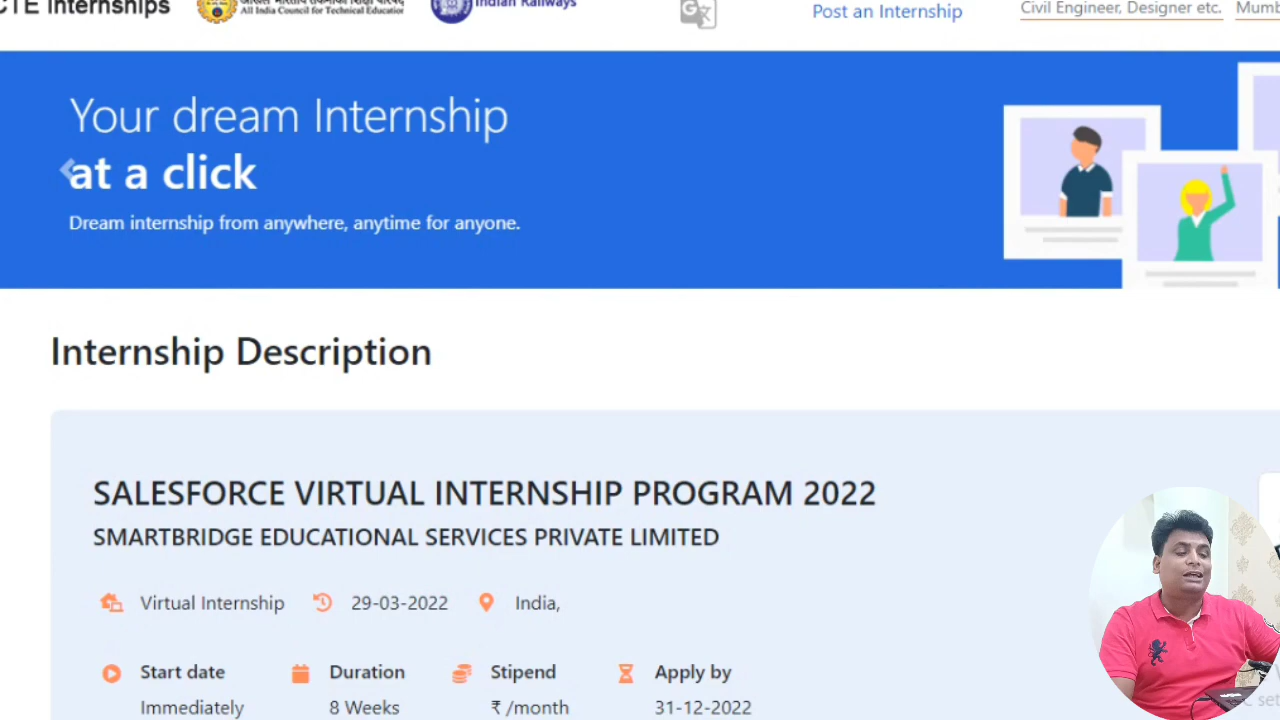 Internships
All India Council for Technical Education
Indian Railways
Post an Internship
Civil Engineer, Designer etc.
Your dream Internship
at a click
Dream internship from anywhere, anytime for anyone.
Internship Description
SALESFORCE VIRTUAL INTERNSHIP PROGRAM 2022
SMARTBRIDGE EDUCATIONAL SERVICES PRIVATE LIMITED
Virtual Internship 29-03-2022 India,
Start date Duration Stipend Apply by
Immediately 8 Weeks ₹ /month 31-12-2022